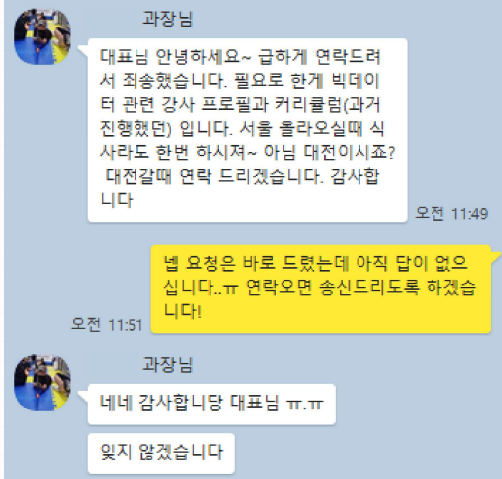 과장님
대표님 안녕하세요~ 급하게 연락드려
서 죄송했습니다. 필요로 한게 빅데이
터 관련 강사 프로필과 커리큘럼(과거
진행했던) 입니다. 서울 올라오실때 식
사라도 한번 하시져~ 아님 대전이시죠?
대전갈때 연락 드리겠습니다. 감사합
니다
오전 11:49
넵 요청은 바로 드렸는데 아직 답이 없으
십니다..ㅠ 연락오면 송신드리도록 하겠습
니다!
오전 11:51
과장님
네네 감사합니당 대표님 ㅠ.ㅠ
잊지 않겠습니다